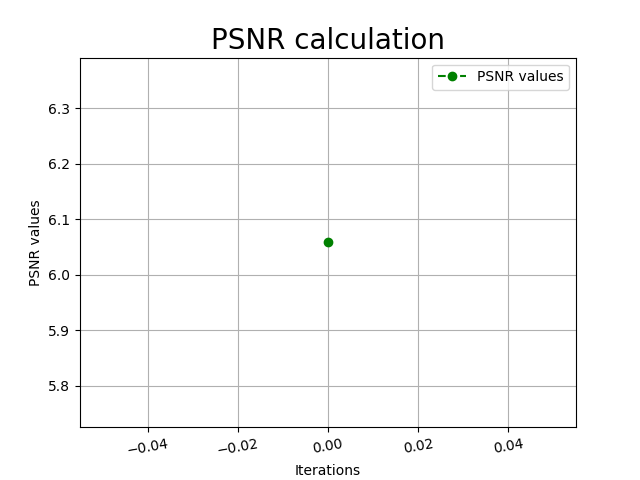 PSNR calculation
PSNR values
6.3
6.2
6.1
6.0
5.9
5.8
PSNR values
−0.04
−0.02
0.00
0.02
0.04
Iterations